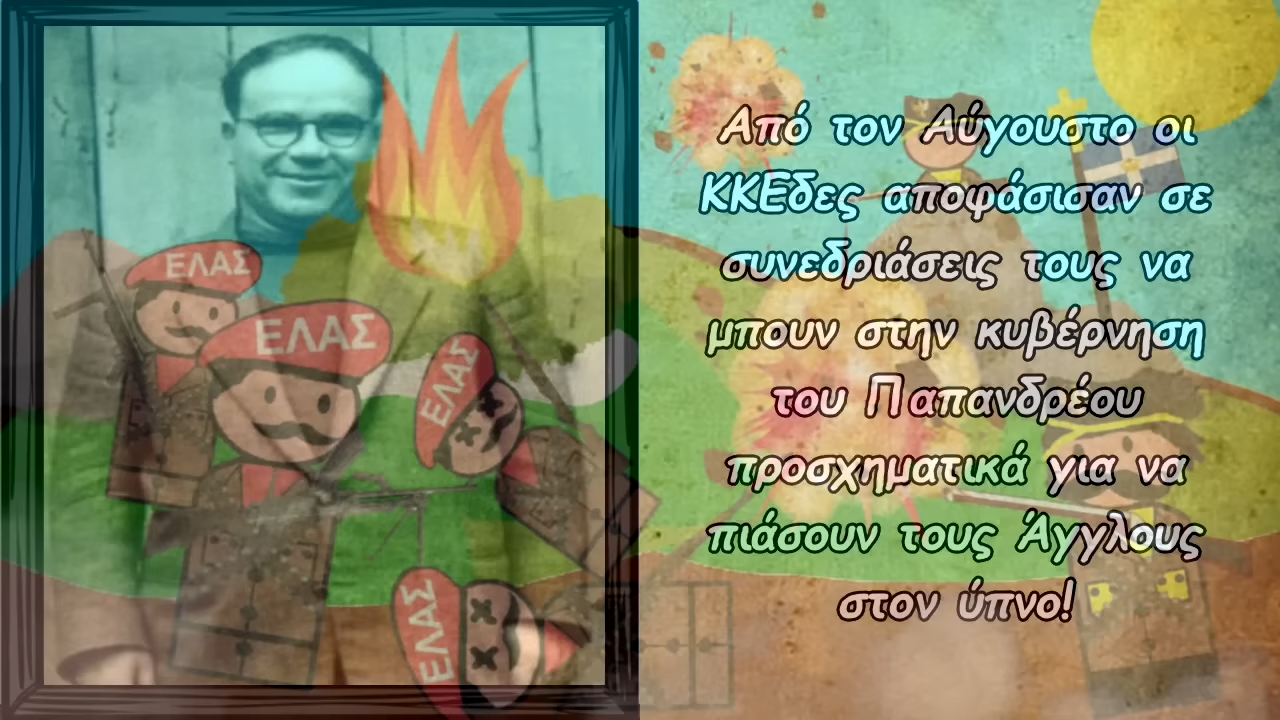 ΕΛΑΣ
ΕΛΑΣ
ΕΛΑΣ
ΕΛΑΣ
Από τον Αύγουστο οι
ΚΚΕδες αποφάσισαν σε
συνεδριάσεις τους να
μπουν στην κυβέρνηση
του Παπανδρέου
προσχηματικά για να
πιάσουν τους Άγγλους
στον ύπνο!